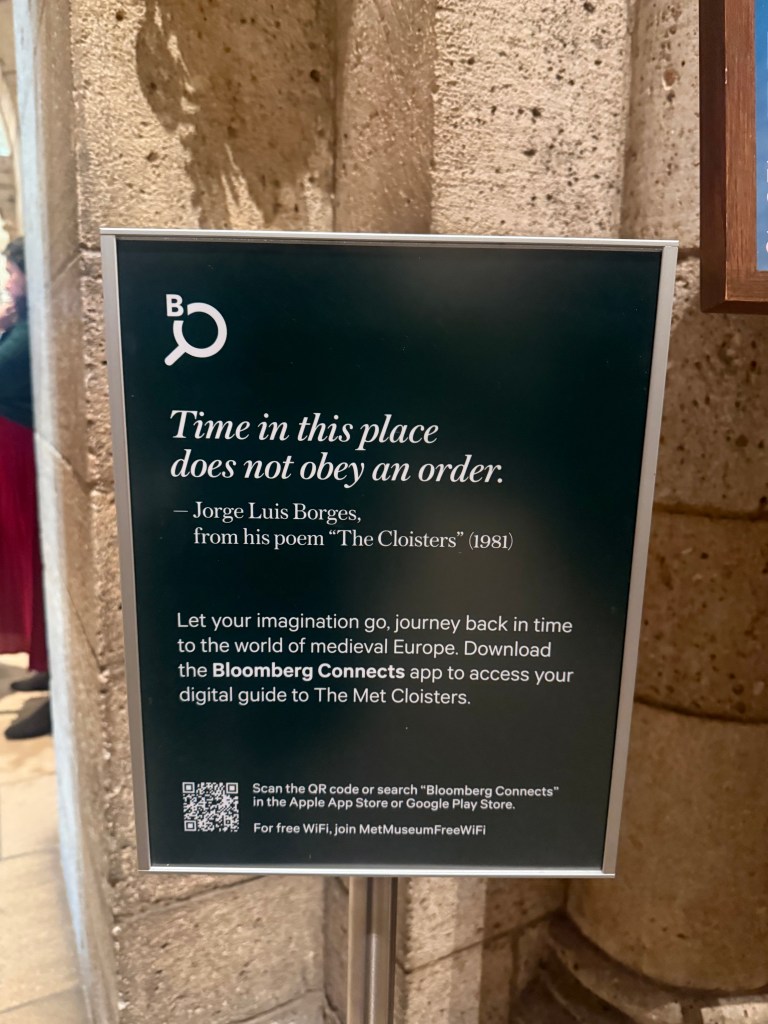 B
Time in this place
does not obey an order.
— Jorge Luis Borges,
from his poem “The Cloisters” (1981)
Let your imagination go, journey back in time
to the world of medieval Europe. Download
the Bloomberg Connects app to access your
digital guide to The Met Cloisters.
Scan the QR code or search “Bloomberg Connects”
in the Apple App Store or Google Play Store.
For free WiFi, join MetMuseumFreeWiFi